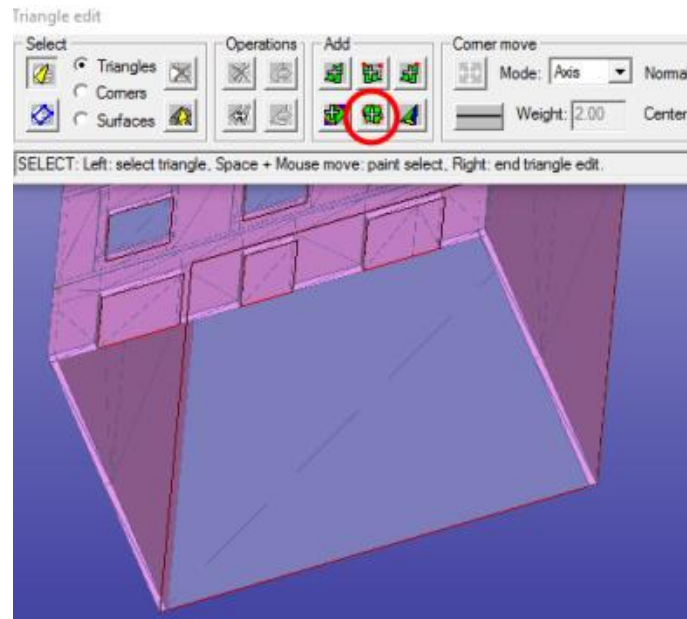 Triangle edit
Select
Operations
Add
Corner move
Triangles
Corners
Surfaces
Mode: Axis
Norma
Weight: 2.00
Center
SELECT: Left: select triangle, Space + Mouse move: paint select, Right: end triangle edit.